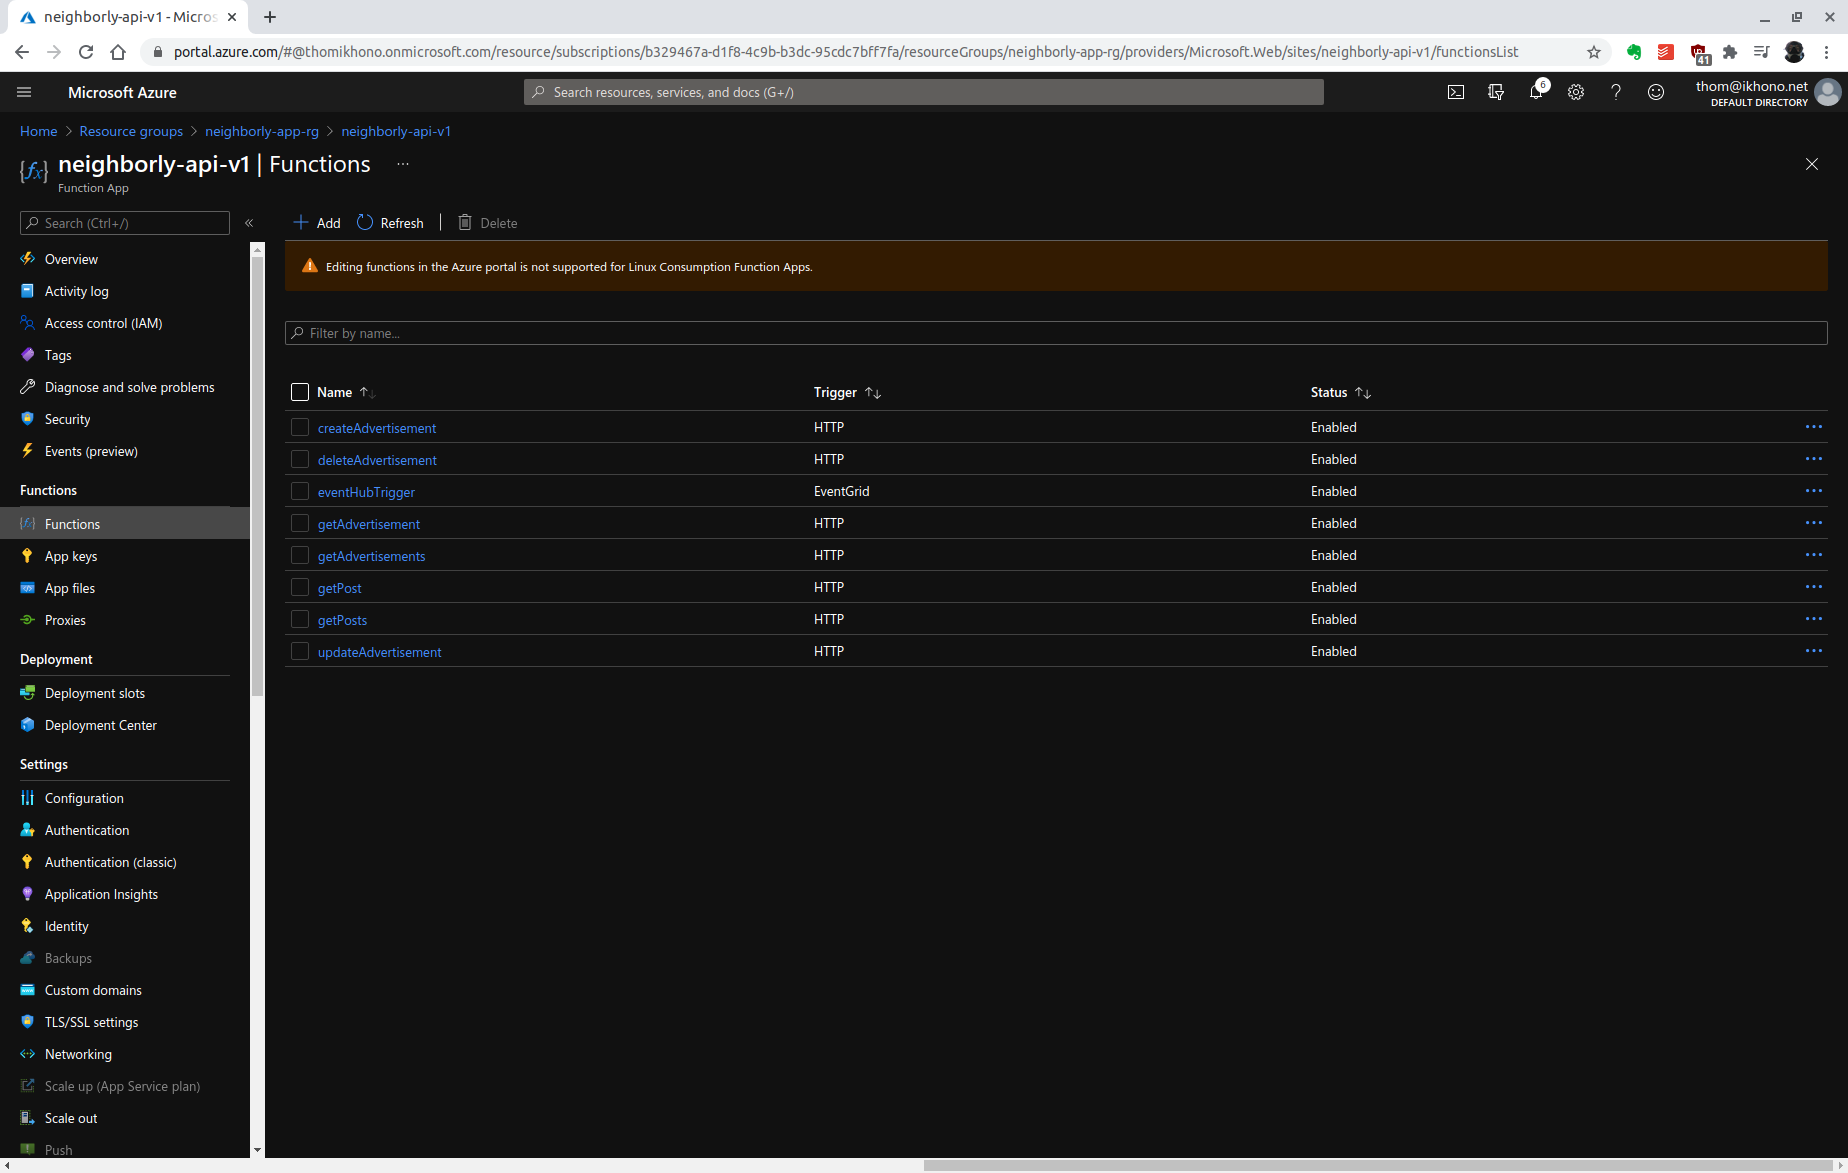 neighborly-api-v1 - Micros
portal.azure.com/#@thomikhono.onmicrosoft.com/resource/subscriptions/b329467a-d1f8-4c9b-b3dc-95cdc7bff7fa/resourceGroups/neighborly-app-rg/providers/Microsoft.Web/sites/neighborly-api-v1/functionsList
41
Microsoft Azure
Search resources, services, and docs (G+/)
6
thom@ikhono.net
DEFAULT DIRECTORY
Home > Resource groups > neighborly-app-rg > neighborly-api-v1
neighborly-api-v1 | Functions ...
Function App
Search (Ctrl+/)
«
Add Refresh | Delete
Editing functions in the Azure portal is not supported for Linux Consumption Function Apps.
Filter by name...
Name Trigger Status
createAdvertisement HTTP Enabled
deleteAdvertisement HTTP Enabled
eventHubTrigger EventGrid Enabled
getAdvertisement HTTP Enabled
getAdvertisements HTTP Enabled
getPost HTTP Enabled
getPosts HTTP Enabled
updateAdvertisement HTTP Enabled
Overview
Activity log
Access control (IAM)
Tags
Diagnose and solve problems
Security
Events (preview)
Functions
Functions
App keys
App files
Proxies
Deployment
Deployment slots
Deployment Center
Settings
Configuration
Authentication
Authentication (classic)
Application Insights
Identity
Backups
Custom domains
TLS/SSL settings
Networking
Scale up (App Service plan)
Scale out
Push